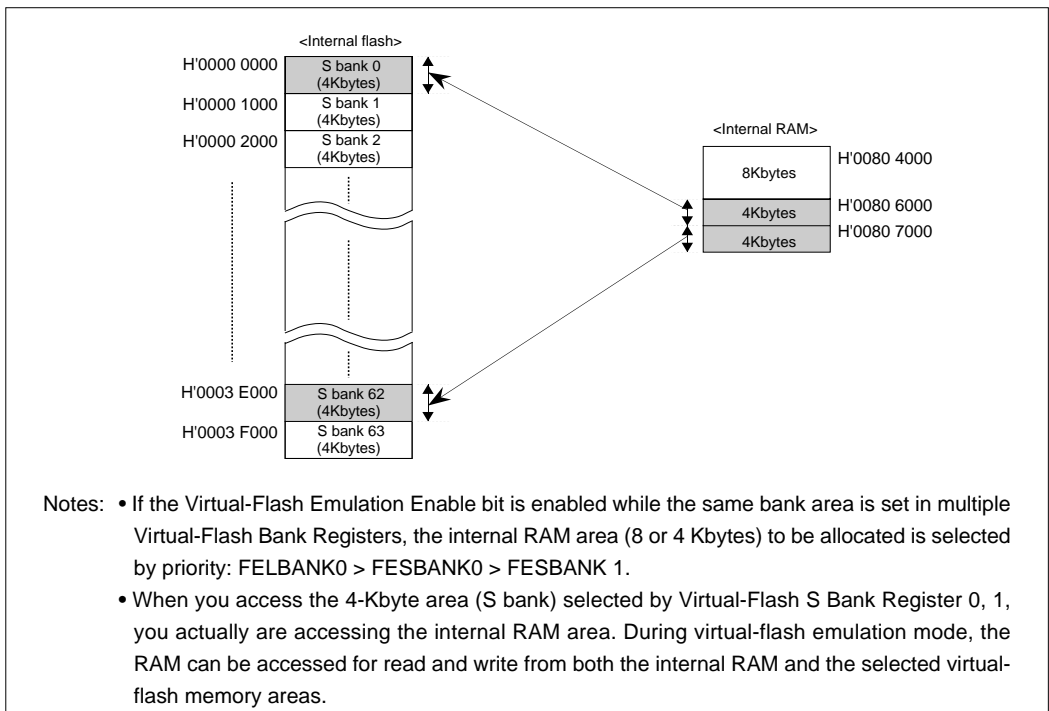 <Internal flash>
H'0000 0000
S bank 0
(4Kbytes)
H'0000 1000
S bank 1
(4Kbytes)
H'0000 2000
S bank 2
(4Kbytes)
<Internal RAM>
8Kbytes
H'0080 4000
4Kbytes
H'0080 6000
4Kbytes
H'0080 7000
H'0003 E000
S bank 62
(4Kbytes)
H'0003 F000
S bank 63
(4Kbytes)
Notes: • If the Virtual-Flash Emulation Enable bit is enabled while the same bank area is set in multiple
Virtual-Flash Bank Registers, the internal RAM area (8 or 4 Kbytes) to be allocated is selected
by priority: FELBANK0 > FESBANK0 > FESBANK 1.
• When you access the 4-Kbyte area (S bank) selected by Virtual-Flash S Bank Register 0, 1,
you actually are accessing the internal RAM area. During virtual-flash emulation mode, the
RAM can be accessed for read and write from both the internal RAM and the selected virtual-
flash memory areas.